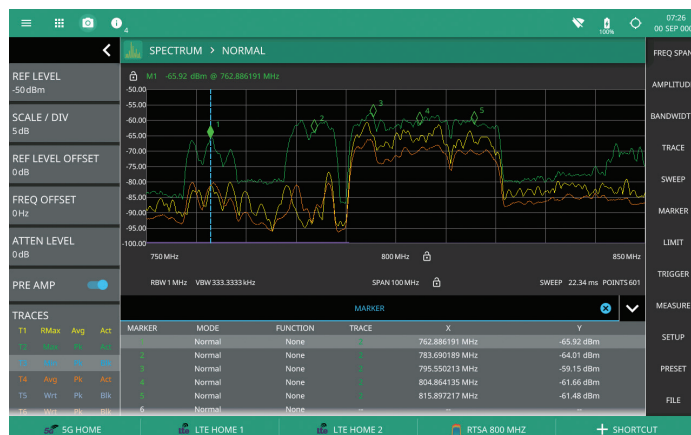 4
100%
07:26
00 SEP 000
SPECTRUM > NORMAL
REF LEVEL
-50 dBm
SCALE / DIV
5 dB
REF LEVEL OFFSET
0 dB
FREQ OFFSET
0 Hz
ATTEN LEVEL
0 dB
PRE AMP
TRACES
T1 RMax Avg Act
T2 Max Pk Act
T4 Avg Pk Act
T5 Wrt Pk Blk
T6 Wrt Pk Blk
M1 -65.92 dBm @ 762.886191 MHz
-50.00
-55.00
-60.00
-65.00
-70.00
-75.00
-80.00
-85.00
-90.00
-95.00
-100.00
1
2
3
4
5
750 MHz 800 MHz 850 MHz
RBW 1 MHz VBW 333.3333 kHz SPAN 100 MHz SWEEP 22.34 ms POINTS 601
MARKER
MARKER MODE FUNCTION TRACE X Y
1 Normal None 2 762.886191 MHz -65.92 dBm
2 Normal None 2 783.690189 MHz -64.01 dBm
3 Normal None 2 795.550213 MHz -59.15 dBm
4 Normal None 2 804.864135 MHz -61.66 dBm
5 Normal None 2 815.897217 MHz -61.48 dBm
6 Normal None -- --
FREQ SPAN
AMPLITUD
BANDWIDT
TRACE
SWEEP
MARKER
LIMIT
TRIGGER
MEASURE
SETUP
PRESET
FILE
5G HOME
LTE HOME 1
LTE HOME 2
RTSA 800 MHZ
+ SHORTCUT